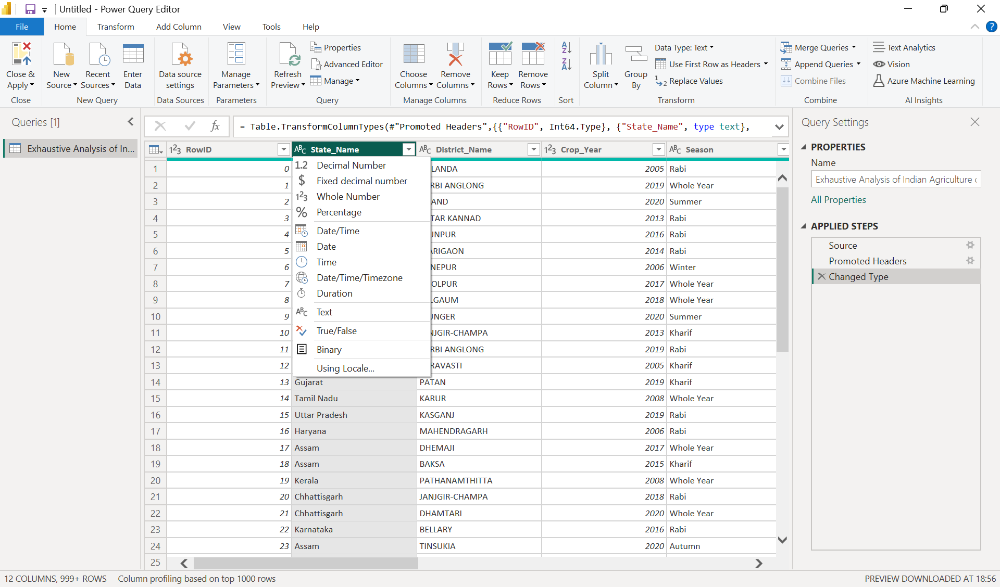 Untitled - Power Query Editor
File Home Transform Add Column View Tools Help
Close & Apply
New Source
Recent Sources
Enter Data
Data source settings
Manage Parameters
Refresh Preview
Properties
Advanced Editor
Manage
Choose Columns
Remove Columns
Keep Rows
Remove Rows
Split Column
Group By
Data Type: Text
Use First Row as Headers
Replace Values
Merge Queries
Append Queries
Combine Files
Text Analytics
Vision
Azure Machine Learning
Close New Query Data Sources Parameters Query Manage Columns Reduce Rows Sort Transform Combine AI Insights
Queries [1]
Exhaustive Analysis of In...
fx = Table.TransformColumnTypes(#"Promoted Headers",{{"RowID", Int64.Type}, {"State_Name", type text},
RowID State_Name District_Name Crop_Year Season
1.2 Decimal Number
$ Fixed decimal number
123 Whole Number
% Percentage
Date/Time
Date
Time
Date/Time/Timezone
Duration
ABC Text
True/False
Binary
Using Locale...
1 0 LANDA 2005 Rabi
2 1 RBI ANGLONG 2019 Whole Year
3 2 AND 2020 Summer
4 3 TAR KANNAD 2013 Rabi
5 4 UNPUR 2016 Rabi
6 5 ARIGAON 2014 Rabi
7 6 NEPUR 2006 Winter
8 7 OLPUR 2017 Whole Year
9 8 LGAUM 2018 Whole Year
10 9 UNGER 2020 Summer
11 10 NJGIR-CHAMPA 2013 Kharif
12 11 RBI ANGLONG 2019 Rabi
13 12 RAVASTI 2005 Kharif
14 13 Gujarat PATAN 2019 Kharif
15 14 Tamil Nadu KARUR 2008 Whole Year
16 15 Uttar Pradesh KASGANJ 2019 Rabi
17 16 Haryana MAHENDRAGARH 2006 Rabi
18 17 Assam DHEMAJI 2017 Whole Year
19 18 Assam BAKSA 2015 Kharif
20 19 Kerala PATHANAMTHITTA 2008 Whole Year
21 20 Chhattisgarh JANJGIR-CHAMPA 2018 Rabi
22 21 Chhattisgarh DHAMTARI 2020 Whole Year
23 22 Karnataka BELLARY 2016 Rabi
24 23 Assam TINSUKIA 2020 Autumn
25
Query Settings
PROPERTIES
Name
Exhaustive Analysis of Indian Agriculture
All Properties
APPLIED STEPS
Source
Promoted Headers
Changed Type
12 COLUMNS, 999+ ROWS Column profiling based on top 1000 rows PREVIEW DOWNLOADED AT 18:56